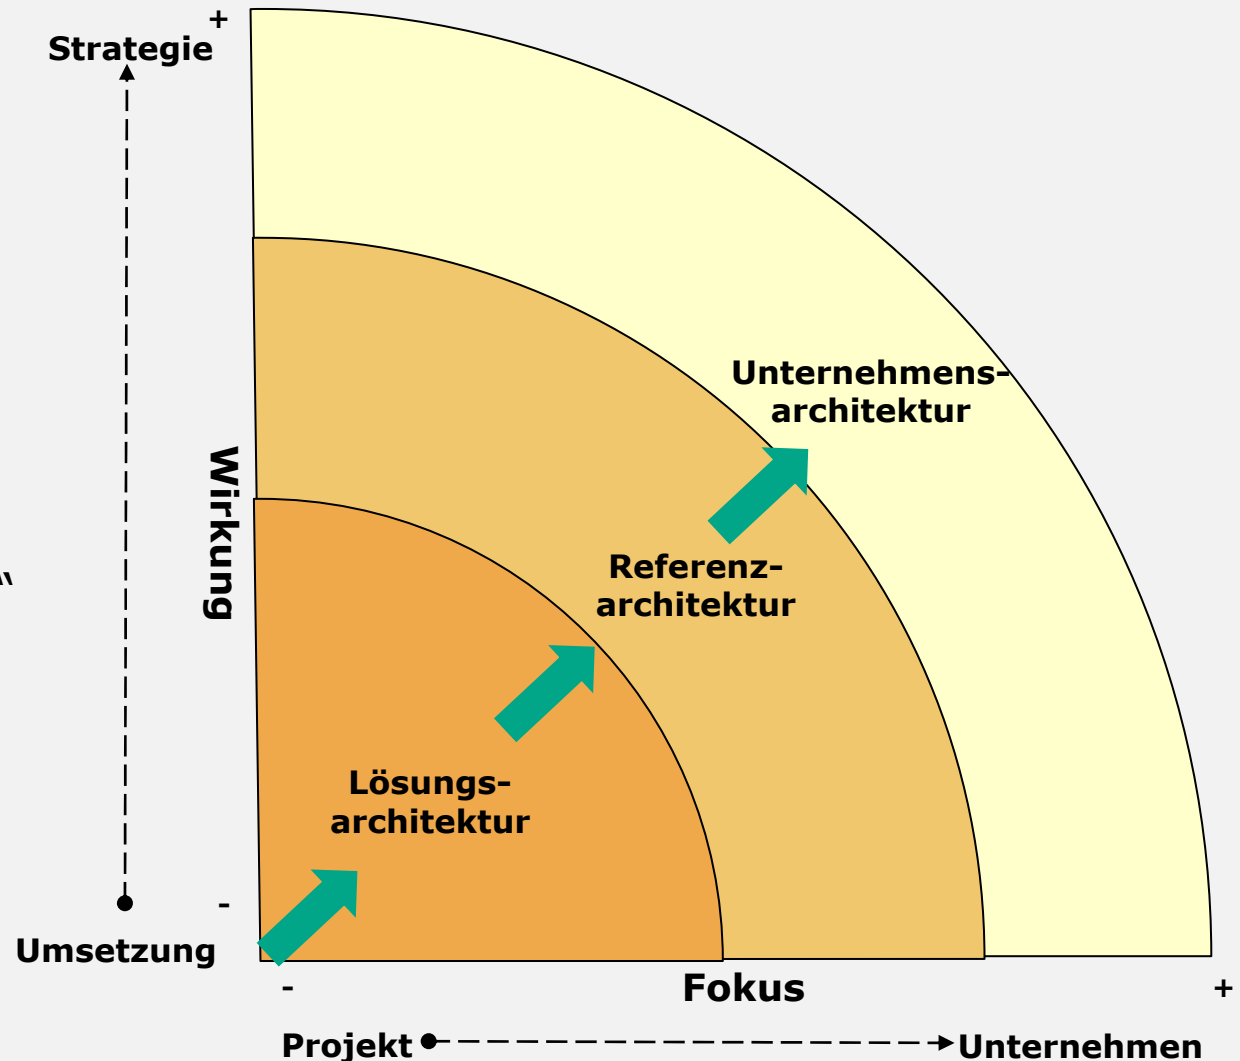 +
Strategie
Unternehmens-
architektur
Wirkung
Referenz-
architektur
“
Lösungs-
architektur
-
Umsetzung
-
Fokus
+
Projekt
Unternehmen